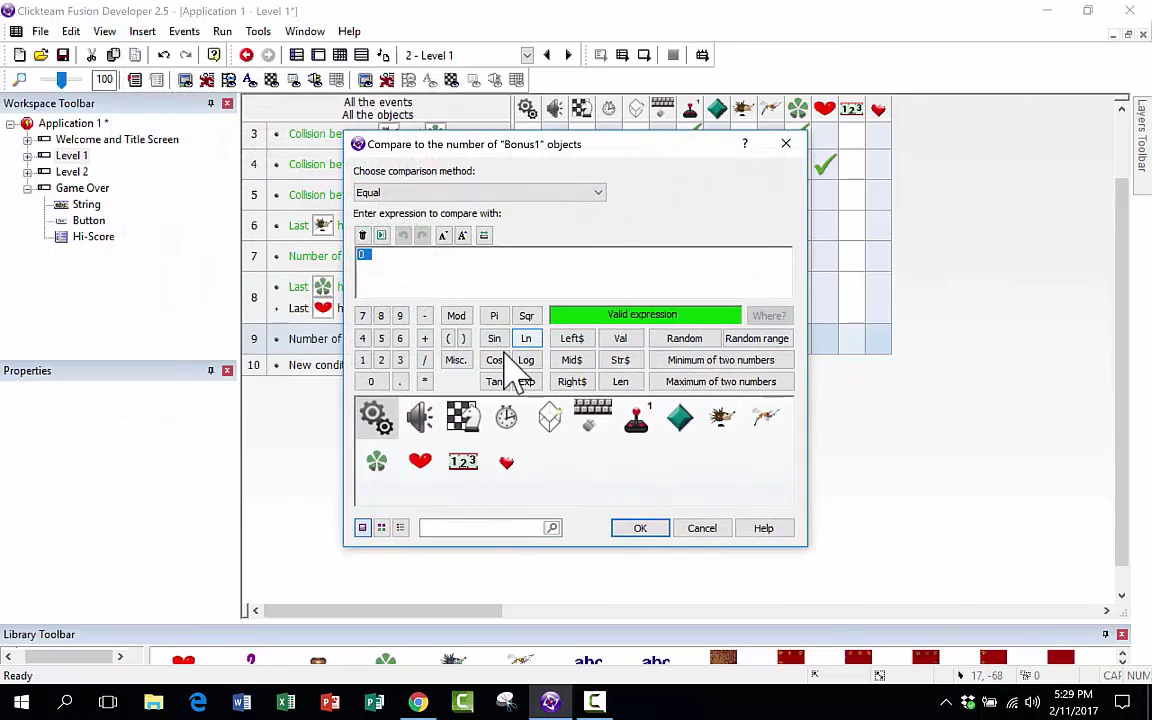 Clickteam Fusion Developer 2.5 - [Application 1 - Level 1*]
File Edit View Insert Events Run Tools Window Help
2 - Level 1
100
Workspace Toolbar
Application 1 *
Welcome and Title Screen
Level 1
Level 2
Game Over
String
Button
Hi-Score
Properties
All the events
All the objects
3 • Collision be
4 • Collision be
5 • Collision be
6 • Last h
7 • Number of
8 • Last h
• Last h
9 • Number of
10 • New condi
Compare to the number of "Bonus1" objects
Choose comparison method:
Equal
Enter expression to compare with:
0
7 8 9 - Mod Pi Sqr Valid expression Where?
4 5 6 + ( ) Sin Ln Left$ Val Random Random range
1 2 3 / Misc. Cos Log Mid$ Str$ Minimum of two numbers
0 . * Tan Exp Right$ Len Maximum of two numbers
1
1 2 3
OK Cancel Help
Layers Toolbar
Library Toolbar
abc abc
Ready
17, -68
0
CAP NUM
5:29 PM
2/11/2017